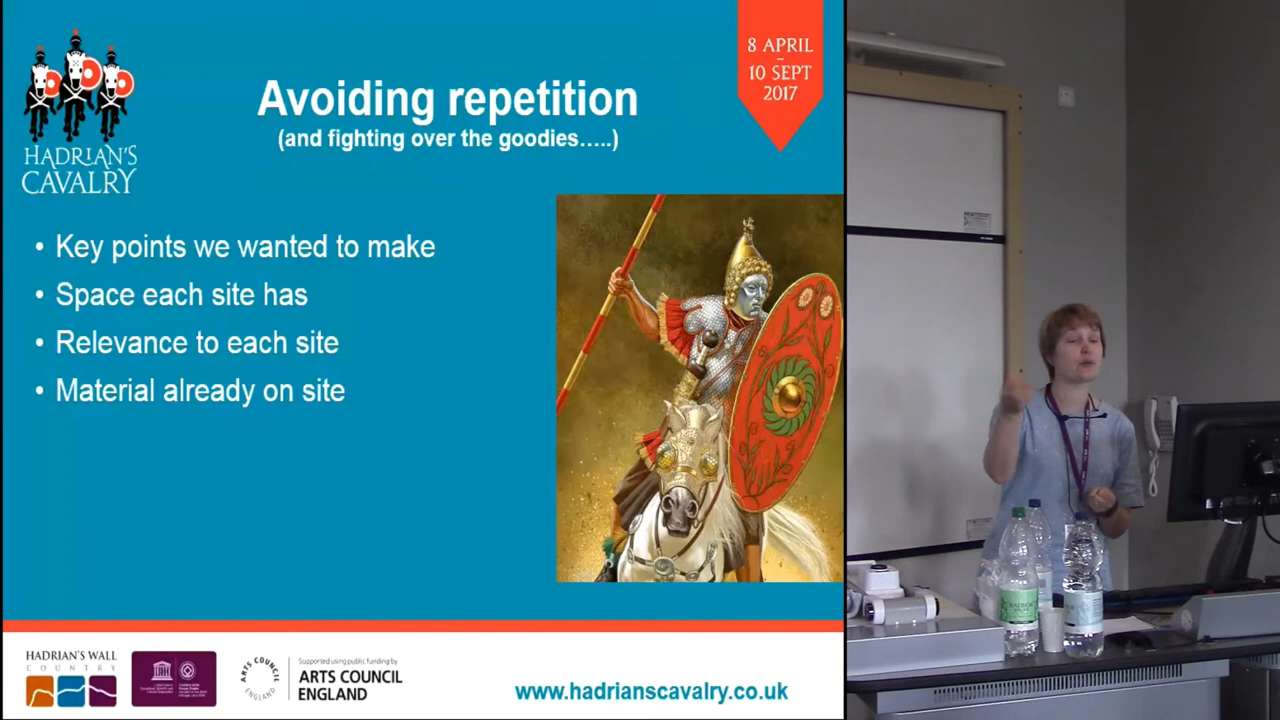 8 APRIL
–
10 SEPT
2017
HADRIAN'S
CAVALRY
Avoiding repetition
(and fighting over the goodies.....)
• Key points we wanted to make
• Space each site has
• Relevance to each site
• Material already on site
HADRIAN'S WALL
COUNTRY
ARTS COUNCIL
ENGLAND
Supported using public funding by
ARTS COUNCIL
ENGLAND
www.hadrianscavalry.co.uk